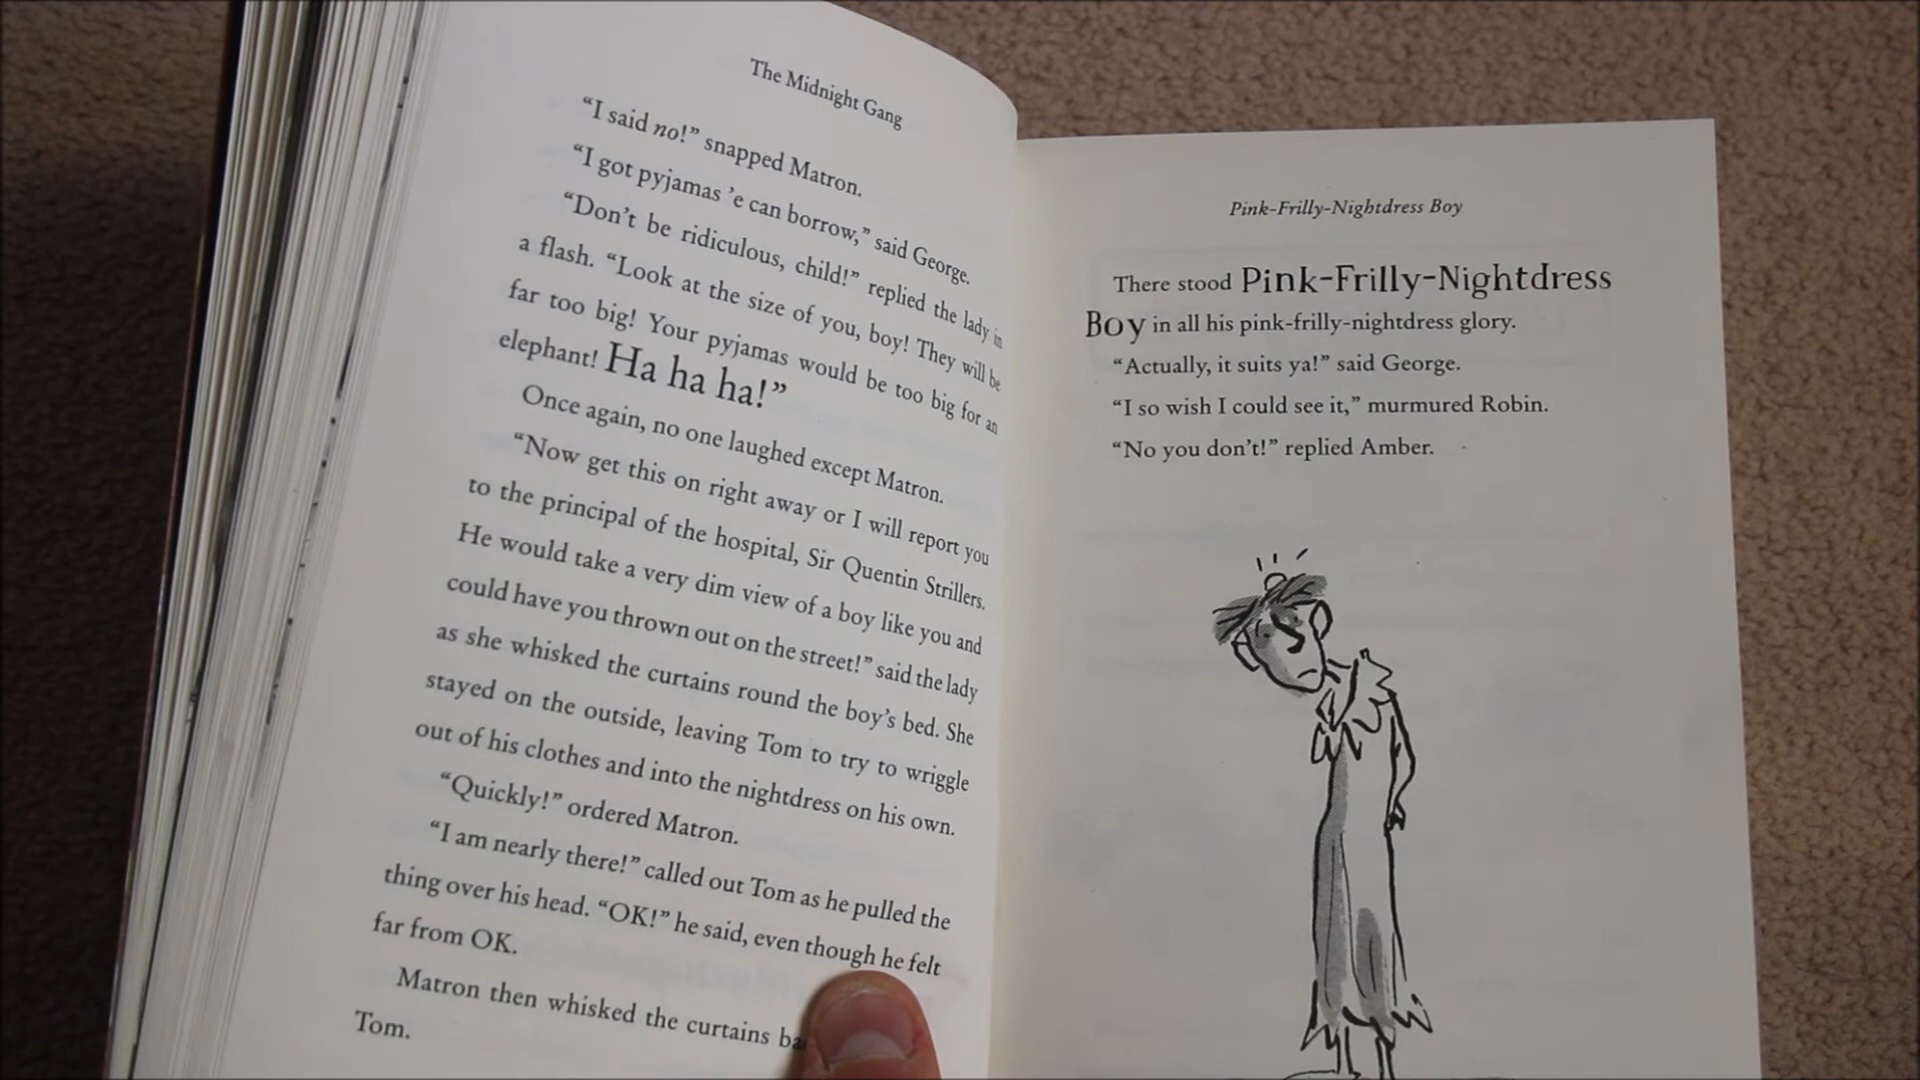 The Midnight Gang
“I said no!” snapped Matron.
“I got pyjamas ’e can borrow,” said George.
“Don’t be ridiculous, child!” replied the lady in
a flash. “Look at the size of you, boy! They will be
far too big! Your pyjamas would be too big for an
elephant! Ha ha ha!”
Once again, no one laughed except Matron.
“Now get this on right away or I will report you
to the principal of the hospital, Sir Quentin Strillers.
He would take a very dim view of a boy like you and
could have you thrown out on the street!” said the lady
as she whisked the curtains round the boy’s bed. She
stayed on the outside, leaving Tom to try to wriggle
out of his clothes and into the nightdress on his own.
“Quickly!” ordered Matron.
“I am nearly there!” called out Tom as he pulled the
thing over his head. “OK!” he said, even though he felt
far from OK.
Matron then whisked the curtains
Tom.
Pink-Frilly-Nightdress Boy
There stood Pink-Frilly-Nightdress
Boy in all his pink-frilly-nightdress glory.
“Actually, it suits ya!” said George.
“I so wish I could see it,” murmured Robin.
“No you don’t!” replied Amber.